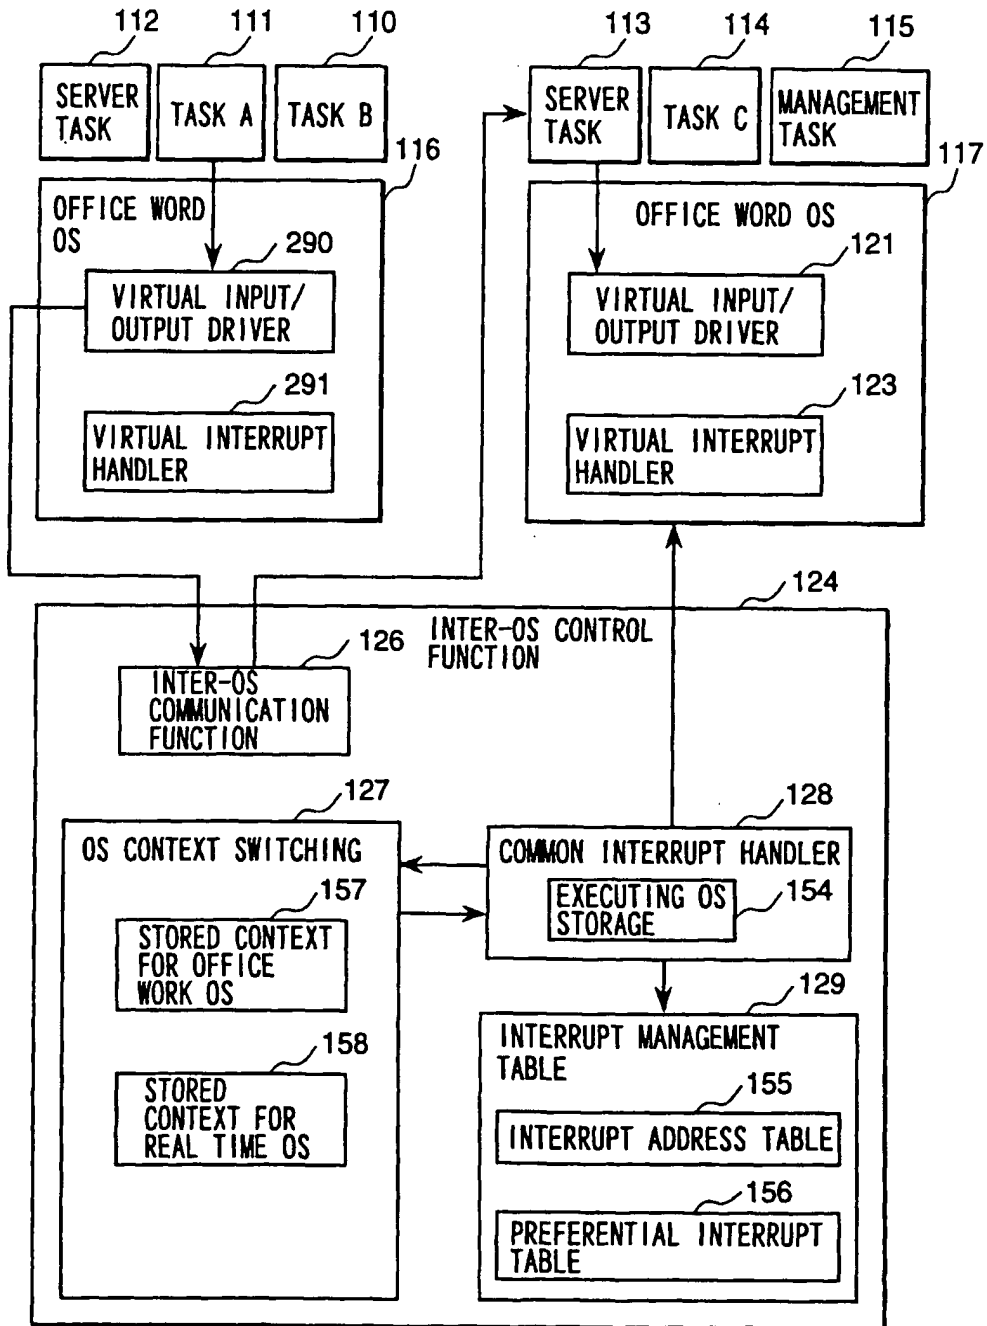 112
111
110
113
114
115
SERVER
TASK
TASK A
TASK B
SERVER
TASK
TASK C
MANAGEMENT
TASK
116
117
OFFICE WORD
OS
OFFICE WORD OS
290
121
VIRTUAL INPUT/
OUTPUT DRIVER
VIRTUAL INPUT/
OUTPUT DRIVER
291
123
VIRTUAL INTERRUPT
HANDLER
VIRTUAL INTERRUPT
HANDLER
124
INTER-OS CONTROL
FUNCTION
126
INTER-OS
COMMUNICATION
FUNCTION
127
128
OS CONTEXT SWITCHING
COMMON INTERRUPT HANDLER
157
EXECUTING OS
STORAGE
154
STORED CONTEXT
FOR OFFICE
WORK OS
129
INTERRUPT MANAGEMENT
TABLE
158
STORED
CONTEXT FOR
REAL TIME OS
155
INTERRUPT ADDRESS TABLE
156
PREFERENTIAL INTERRUPT
TABLE